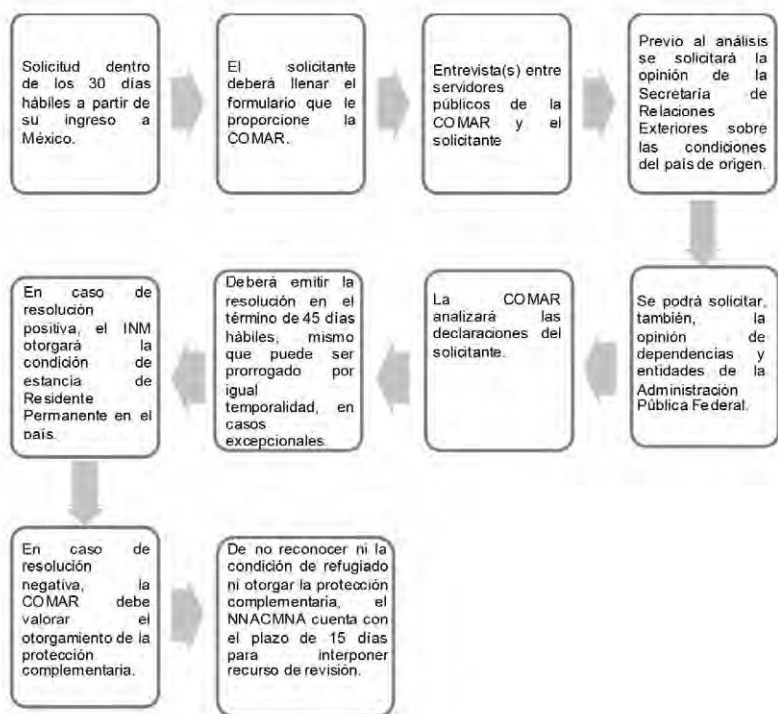 Solicitud dentro
de los 30 días
hábiles a partir de
su ingreso a
México.
El solicitante
deberá llenar el
formulario que le
proporcione la
COMAR.
Entrevista(s) entre
servidores
públicos de la
COMAR y el
solicitante
Previo al análisis
se solicitará la
opinión de la
Secretaría de
Relaciones
Exteriores sobre
las condiciones
del país de origen.
Se podrá solicitar,
también, la
opinión de
dependencias y
entidades de la
Administración
Pública Federal.
La COMAR
analizará las
declaraciones del
solicitante.
Deberá emitir la
resolución en el
término de 45 días
hábiles, mismo
que puede ser
prorrogado por
igual
temporalidad, en
casos
excepcionales.
En caso de
resolución
positiva, el INM
otorgará la
condición de
estancia de
Residente
Permanente en el
país.
En caso de
resolución
negativa, la
COMAR debe
valorar el
otorgamiento de la
protección
complementaria.
De no reconocer ni la
condición de refugiado
ni otorgar la protección
complementaria, el
NNACMNA cuenta con
el plazo de 15 días
para interponer
recurso de revisión.